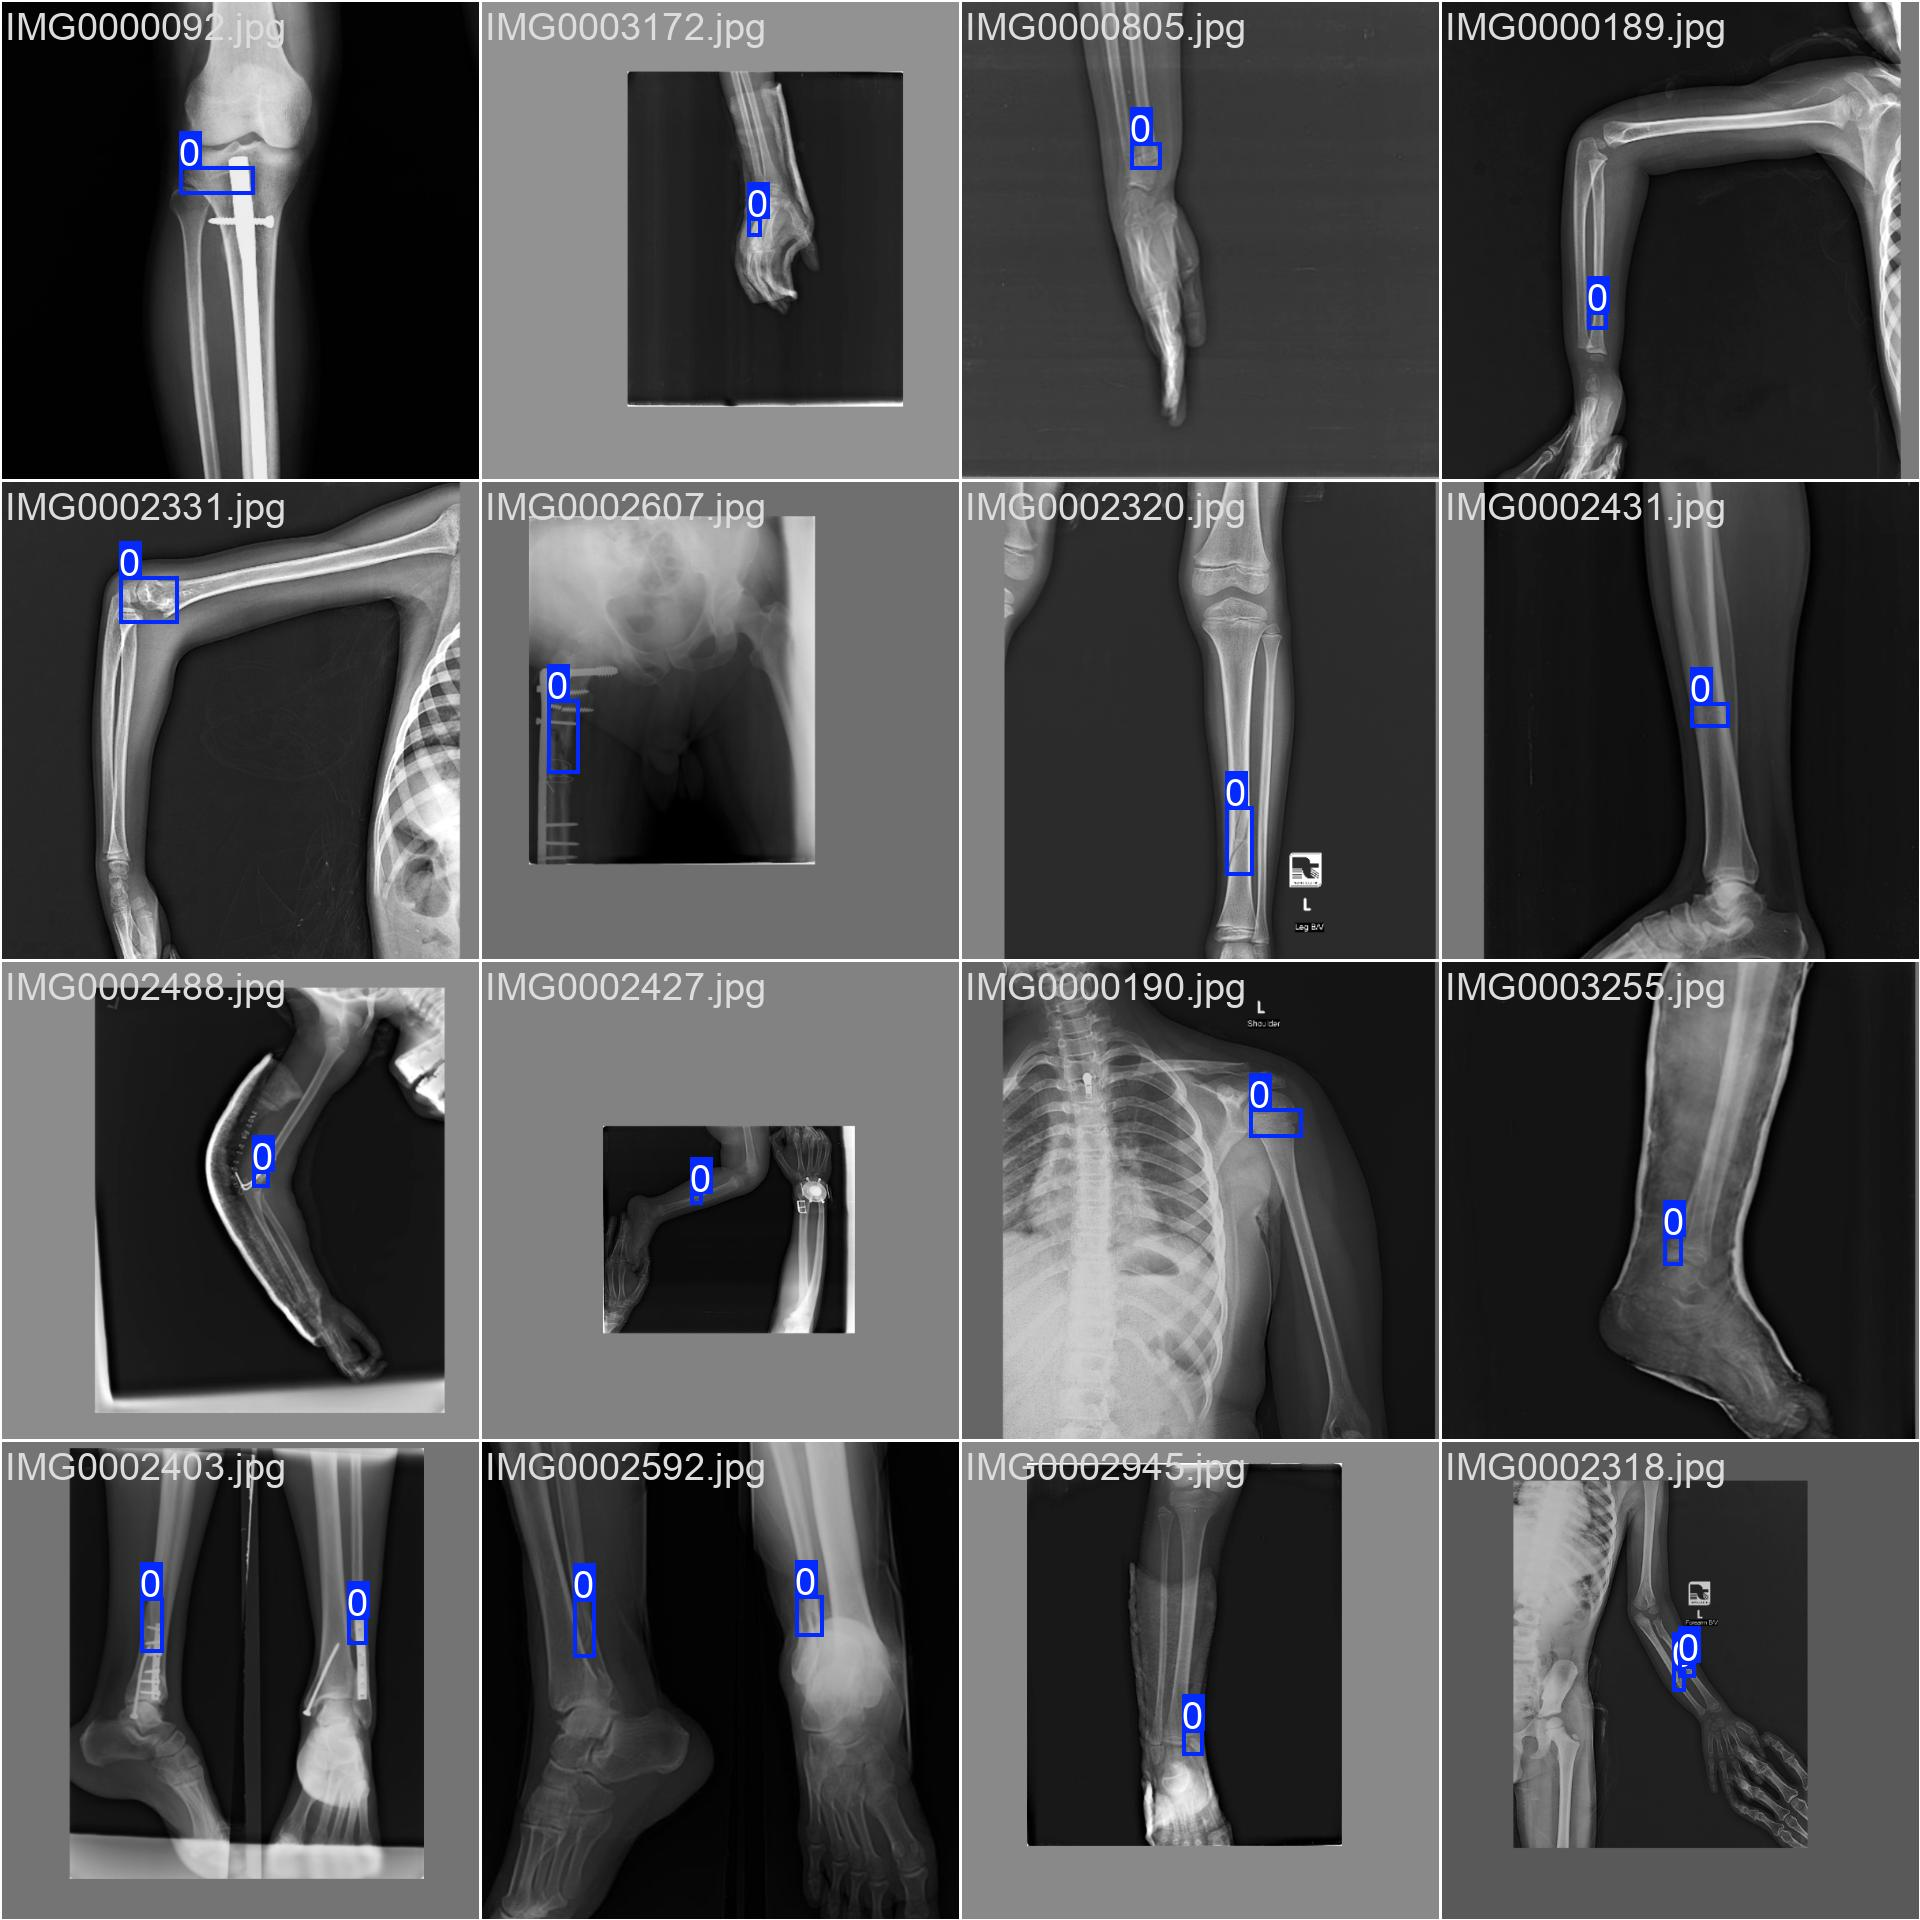 IMG0000092.jpg
IMG0003172.jpg
IMG0000805.jpg
IMG0000189.jpg
0
0
0
0
IMG0002331.jpg
IMG0002607.jpg
IMG0002320.jpg
IMG0002431.jpg
0
0
0
0
L
Leg B/V
IMG0002488.jpg
IMG0002427.jpg
IMG0000190.jpg
IMG0003255.jpg
L
Shoulder
0
0
0
0
IMG0002403.jpg
IMG0002592.jpg
IMG0002945.jpg
IMG0002318.jpg
0
0
0
0
0
L
Forearm B/V
0
0